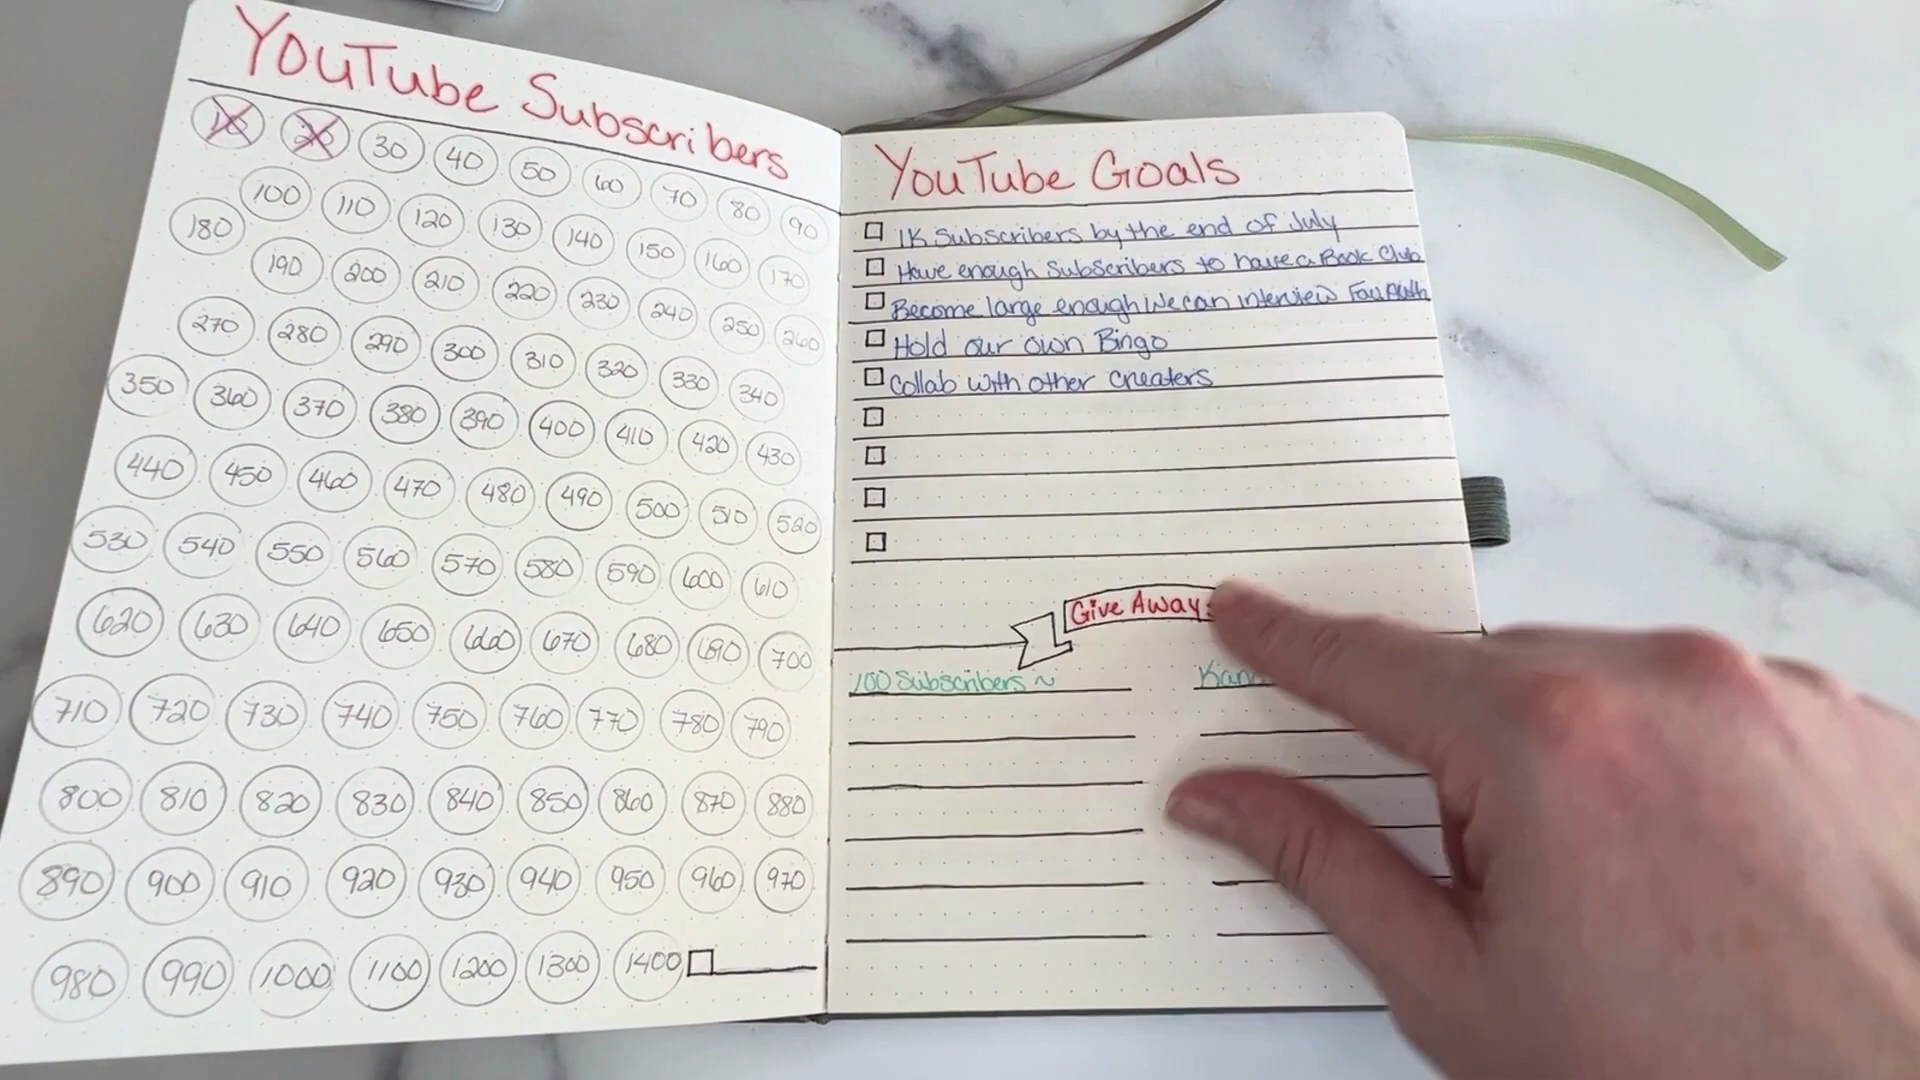 YouTube Subscribers
10 20 30 40 50 60 70 80 90
100 110 120 130 140 150 160 170
180 190 200 210 220 230 240 250 260
270 280 290 300 310 320 330 340
350 360 370 380 390 400 410 420 430
440 450 460 470 480 490 500 510 520
530 540 550 560 570 580 590 600 610
620 630 640 650 660 670 680 690 700
710 720 730 740 750 760 770 780 790
800 810 820 830 840 850 860 870 880
890 900 910 920 930 940 950 960 970
980 990 1000 1100 1200 1300 1400
YouTube Goals
1K Subscribers by the end of July
Have enough Subscribers to have a Book Club
Become large enough We can interview
Hold our own Bingo
Collab with other creaters
Give Away
100 Subscribers ~